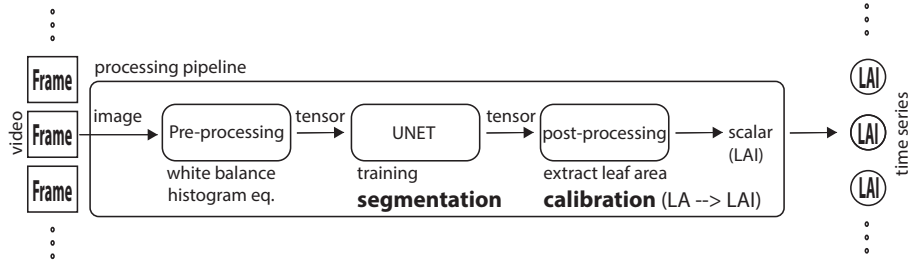 video
Frame
Frame
Frame
processing pipeline
image
Pre-processing
white balance
histogram eq.
tensor
UNET
training
segmentation
tensor
post-processing
extract leaf area
calibration (LA --> LAI)
scalar
(LAI)
LAI
LAI
LAI
time series